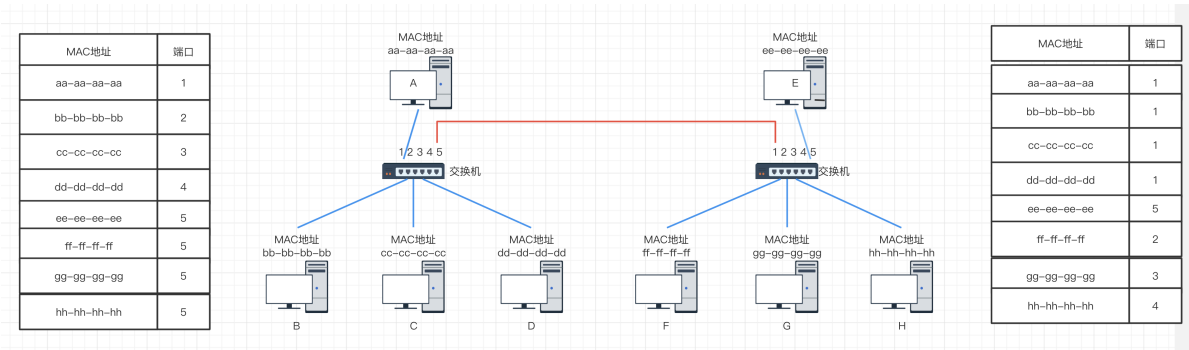 MAC地址 端口
aa-aa-aa-aa 1
bb-bb-bb-bb 2
cc-cc-cc-cc 3
dd-dd-dd-dd 4
ee-ee-ee-ee 5
ff-ff-ff-ff 5
gg-gg-gg-gg 5
hh-hh-hh-hh 5
MAC地址
aa-aa-aa-aa
A
1 2 3 4 5
交换机
MAC地址
bb-bb-bb-bb
B
MAC地址
cc-cc-cc-cc
C
MAC地址
dd-dd-dd-dd
D
MAC地址
ee-ee-ee-ee
E
1 2 3 4 5
交换机
MAC地址
ff-ff-ff-ff
F
MAC地址
gg-gg-gg-gg
G
MAC地址
hh-hh-hh-hh
H
MAC地址 端口
aa-aa-aa-aa 1
bb-bb-bb-bb 1
cc-cc-cc-cc 1
dd-dd-dd-dd 1
ee-ee-ee-ee 5
ff-ff-ff-ff 2
gg-gg-gg-gg 3
hh-hh-hh-hh 4